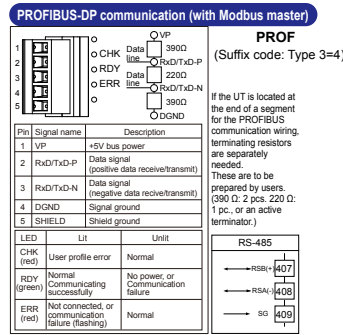 PROFIBUS-DP communication (with Modbus master)
PROF
(Suffix code: Type 3=4)
1
2
3
4
5
CHK
RDY
ERR
VP
390Ω
Data line
RxD/TxD-P
220Ω
Data line
RxD/TxD-N
390Ω
DGND
Pin Signal name Description
1 VP +5V bus power
2 RxD/TxD-P Data signal
(positive data receive/transmit)
3 RxD/TxD-N Data signal
(negative data recive/transmit)
4 DGND Signal ground
5 SHIELD Shield ground
LED Lit Unlit
CHK (red) User profile error Normal
RDY (green) Normal Communicating successfully No power, or Communication failure
ERR (red) Not connected, or communication failure (flashing) Normal
If the UT is located at
the end of a segment
for the PROFIBUS
communication wiring,
terminating resistors
are separately
needed.
These are to be
prepared by users.
(390 Ω: 2 pcs. 220 Ω:
1 pc., or an active
terminator.)
RS-485
RSB(+) 407
RSA(-) 408
SG 409